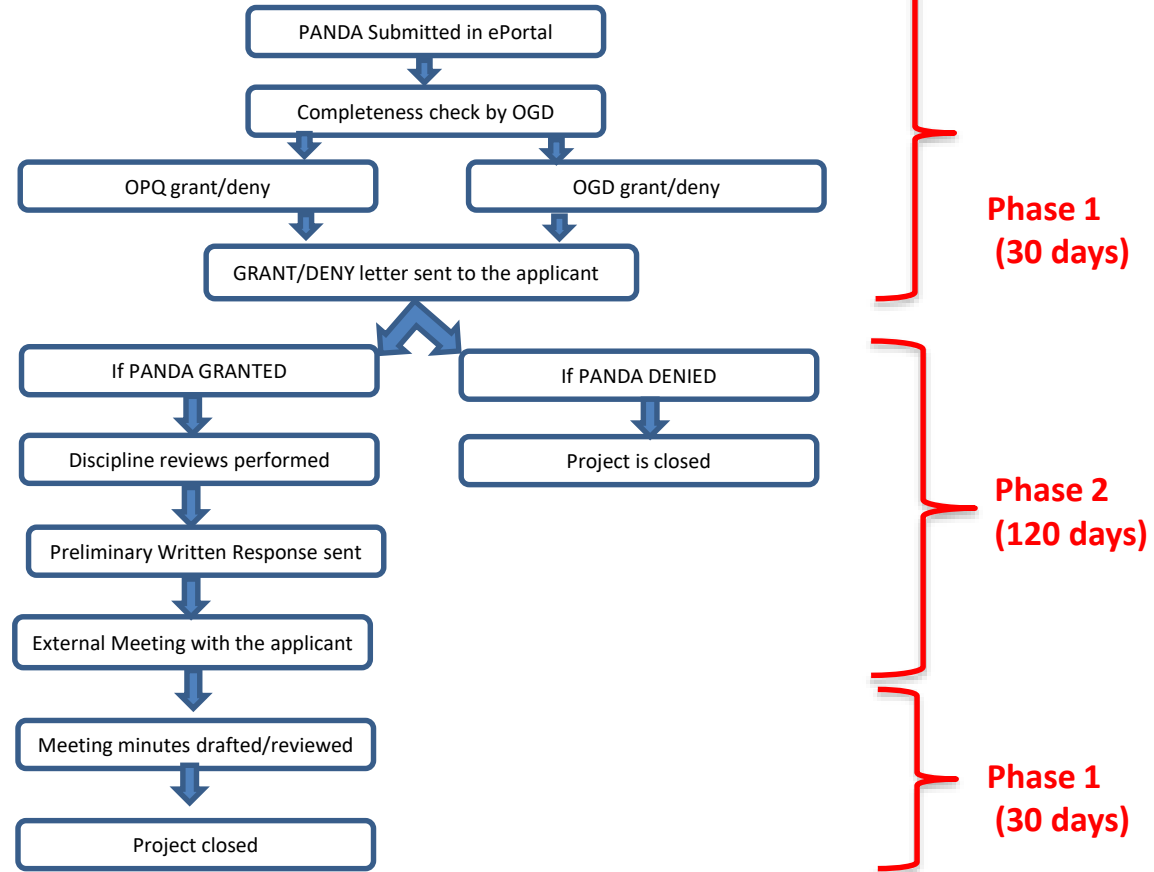 PANDA Submitted in ePortal
Completeness check by OGD
OPQ grant/deny
OGD grant/deny
GRANT/DENY letter sent to the applicant
Phase 1
(30 days)
If PANDA GRANTED
If PANDA DENIED
Discipline reviews performed
Project is closed
Preliminary Written Response sent
External Meeting with the applicant
Phase 2
(120 days)
Meeting minutes drafted/reviewed
Project closed
Phase 1
(30 days)